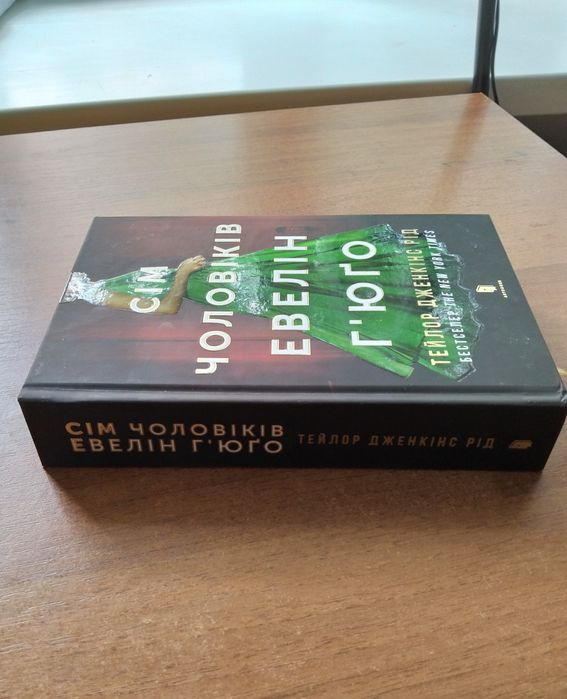 СІМ
ЧОЛОВІКІВ
ЕВЕЛІН
Г'ЮҐО
ТЕЙЛОР ДЖЕНКІНС РІД
БЕСТСЕЛЕР THE NEW YORK TIMES
СІМ ЧОЛОВІКІВ
ЕВЕЛІН Г'ЮҐО
ТЕЙЛОР ДЖЕНКІНС РІД